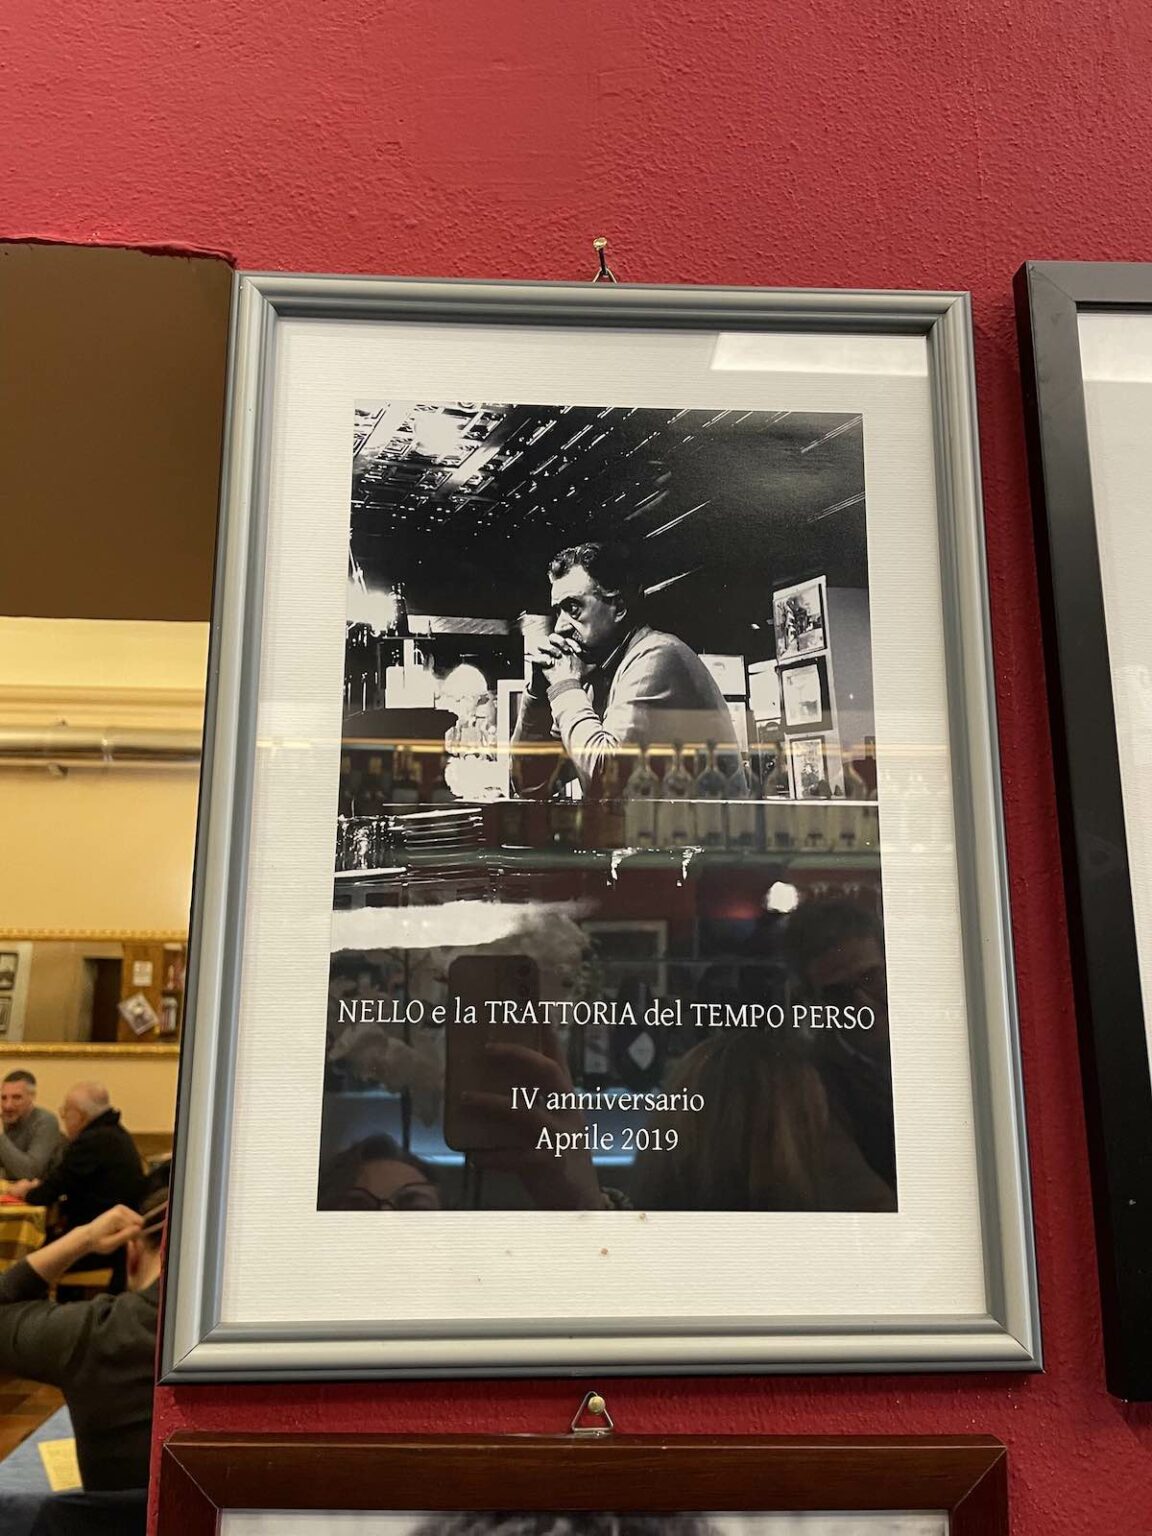 NELLO e la TRATTORIA del TEMPO PERSO
IV anniversario
Aprile 2019